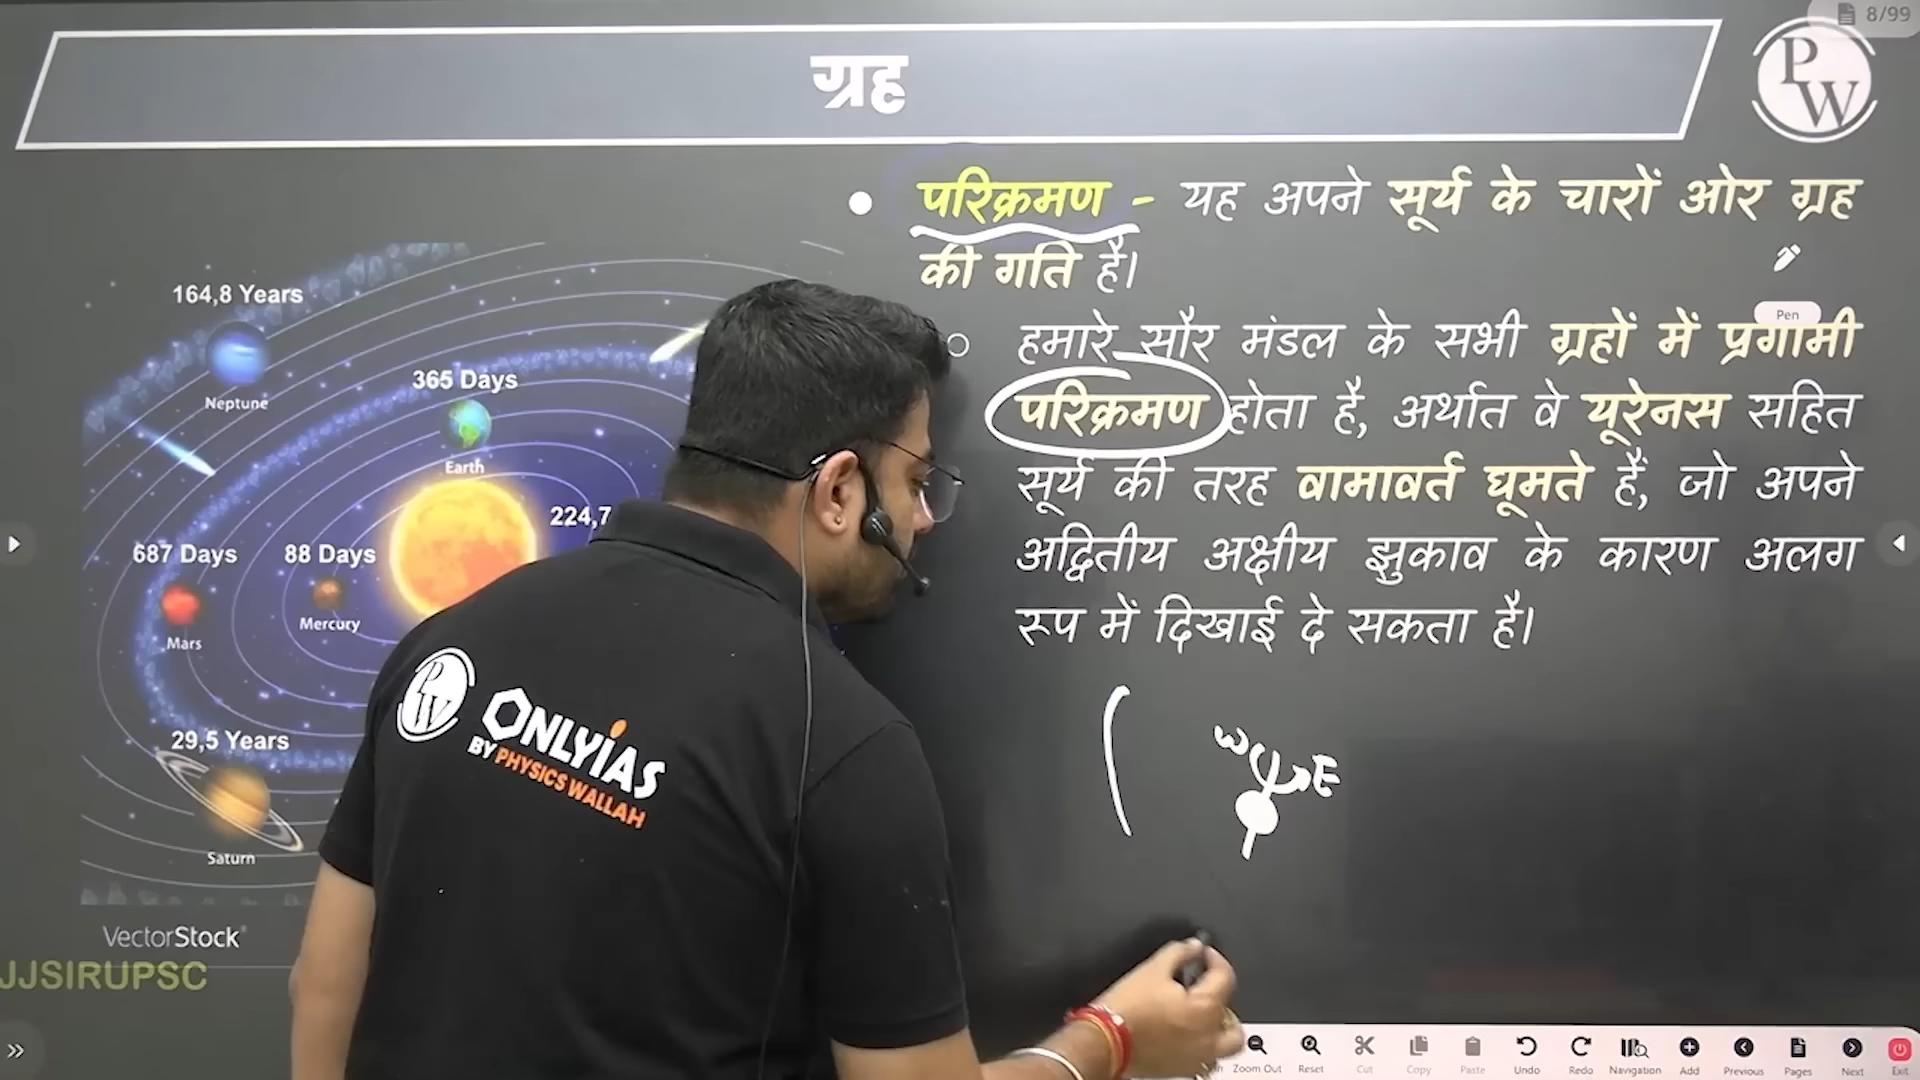 8/99
ग्रह
PW
परिक्रमण - यह अपने सूर्य के चारों ओर ग्रह
की गति है।
Pen
हमारे सौर मंडल के सभी ग्रहों में प्रगामी
परिक्रमण होता है, अर्थात वे यूरेनस सहित
सूर्य की तरह वामावर्त घूमते हैं, जो अपने
अद्वितीय अक्षीय झुकाव के कारण अलग
रूप में दिखाई दे सकता है।
W E
164,8 Years
Neptune
365 Days
Earth
224,7
687 Days
88 Days
Mars
Mercury
29,5 Years
Saturn
VectorStock
JJSIRUPSC
PW ONLYIAS
BY PHYSICS WALLAH
Zoom Out Reset Cut Copy Paste Undo Redo Navigation Add Previous Pages Next Exit